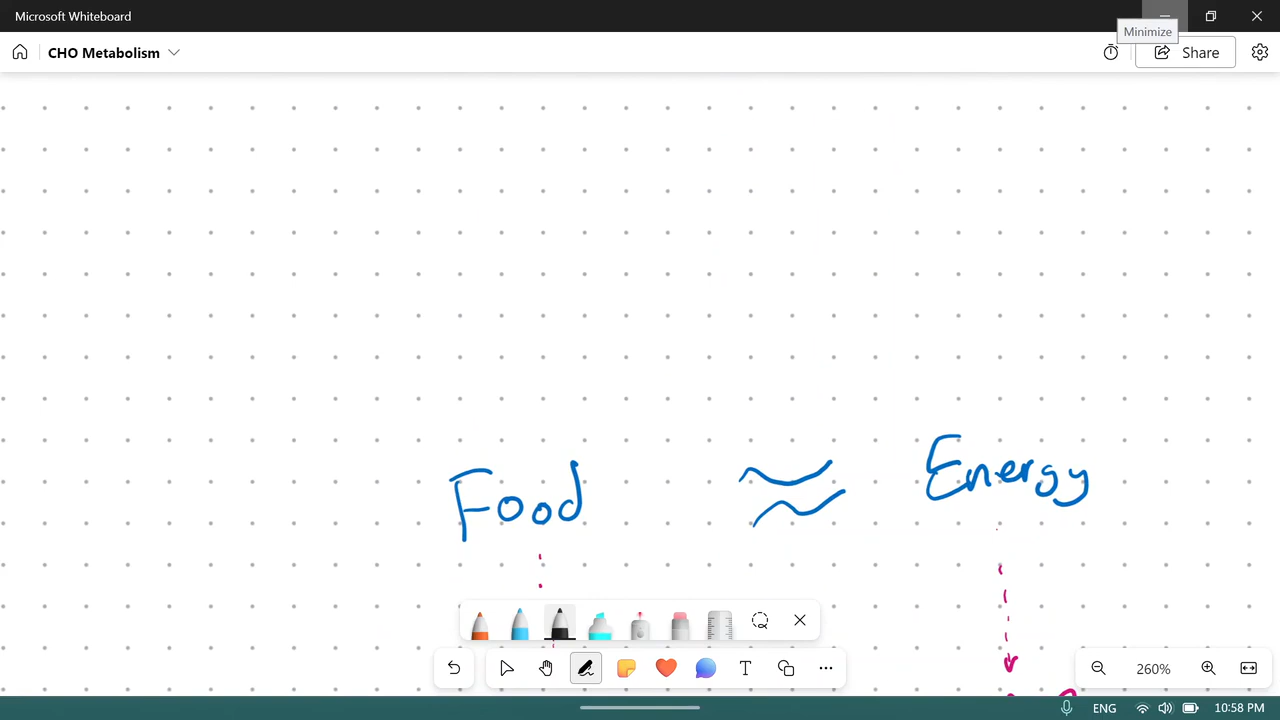 Microsoft Whiteboard
Minimize
CHO Metabolism
Share
Food ≈ Energy
260%
ENG
10:58 PM